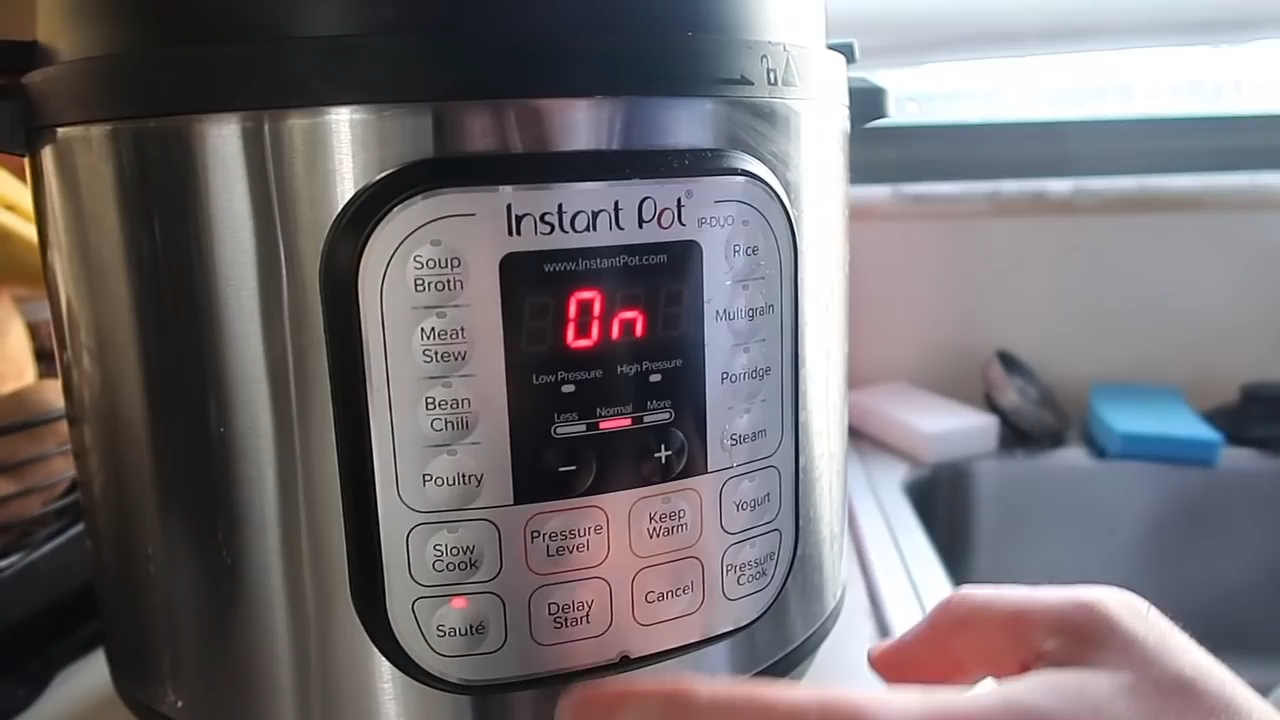 Instant Pot®
IP-DUO
www.InstantPot.com
On
Low Pressure
High Pressure
Less
Normal
More
−
+
Soup
Broth
Meat
Stew
Bean
Chili
Poultry
Rice
Multigrain
Porridge
Steam
Slow
Cook
Pressure
Level
Keep
Warm
Yogurt
Sauté
Delay
Start
Cancel
Pressure
Cook